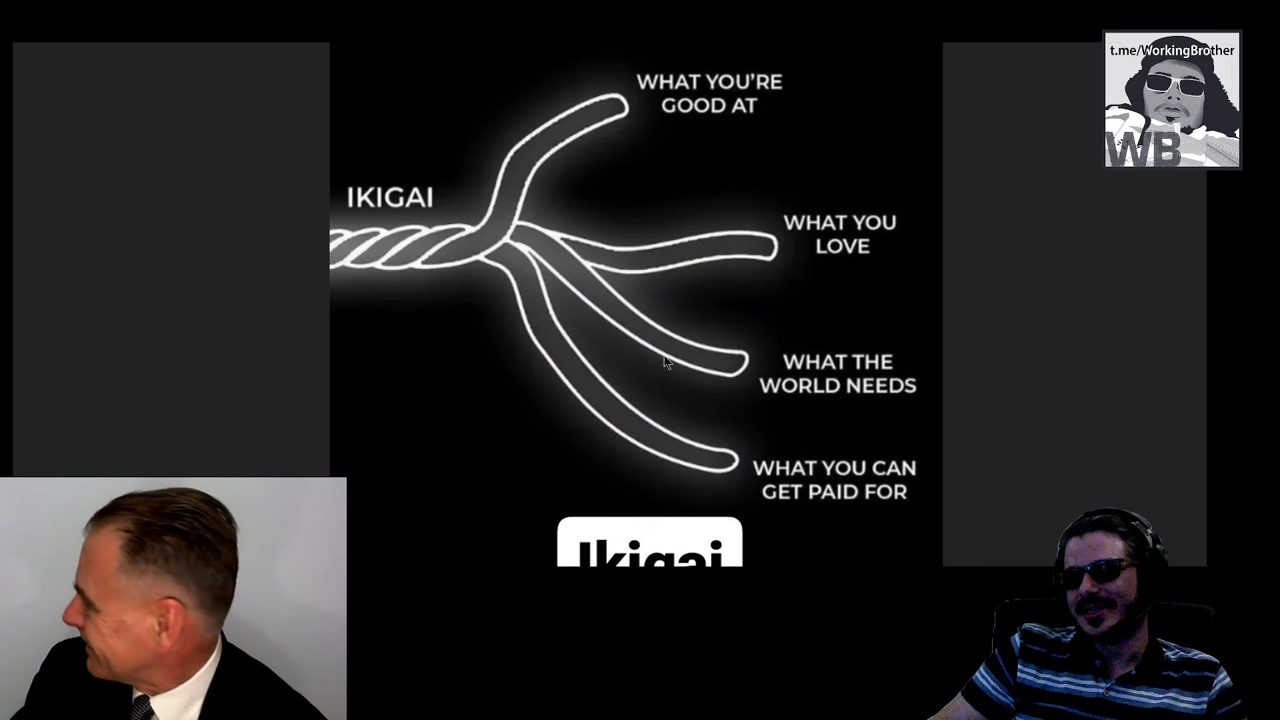 t.me/WorkingBrother
WB
WHAT YOU'RE
GOOD AT
IKIGAI
WHAT YOU
LOVE
WHAT THE
WORLD NEEDS
WHAT YOU CAN
GET PAID FOR
Ikigai